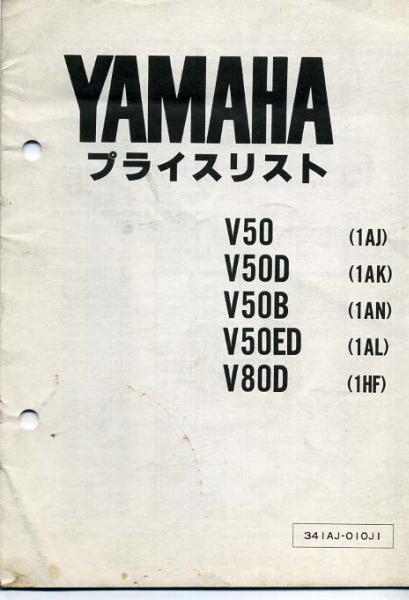 YAMAHA
プライスリスト
V50 (1AJ)
V50D (1AK)
V50B (1AN)
V50ED (1AL)
V80D (1HF)
341AJ-010J1